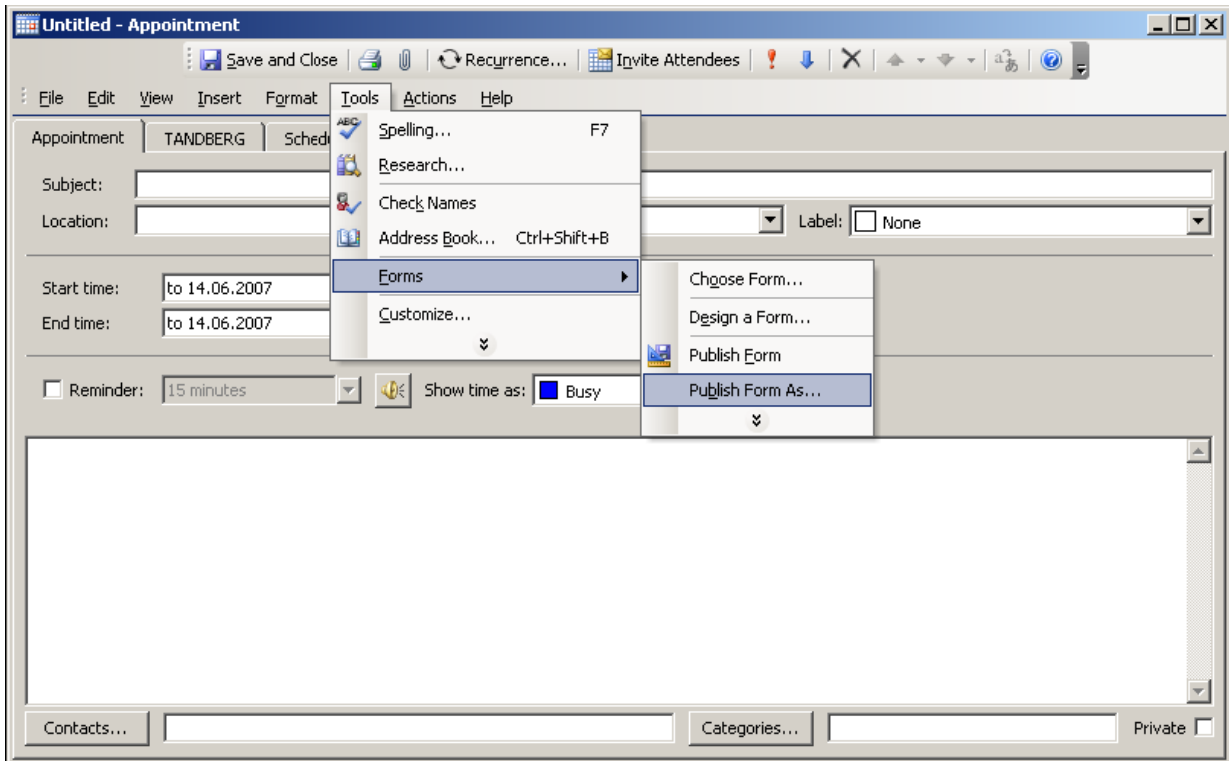 Untitled - Appointment
Save and Close Recurrence... Invite Attendees
File Edit View Insert Format Tools Actions Help
Appointment TANDBERG Schedu
Spelling... F7
Research...
Subject:
Check Names
Location: Label: None
Address Book... Ctrl+Shift+B
Forms
Choose Form...
Start time: to 14.06.2007
Customize...
Design a Form...
End time: to 14.06.2007
Publish Form
Reminder: 15 minutes Show time as: Busy
Publish Form As...
Contacts... Categories... Private